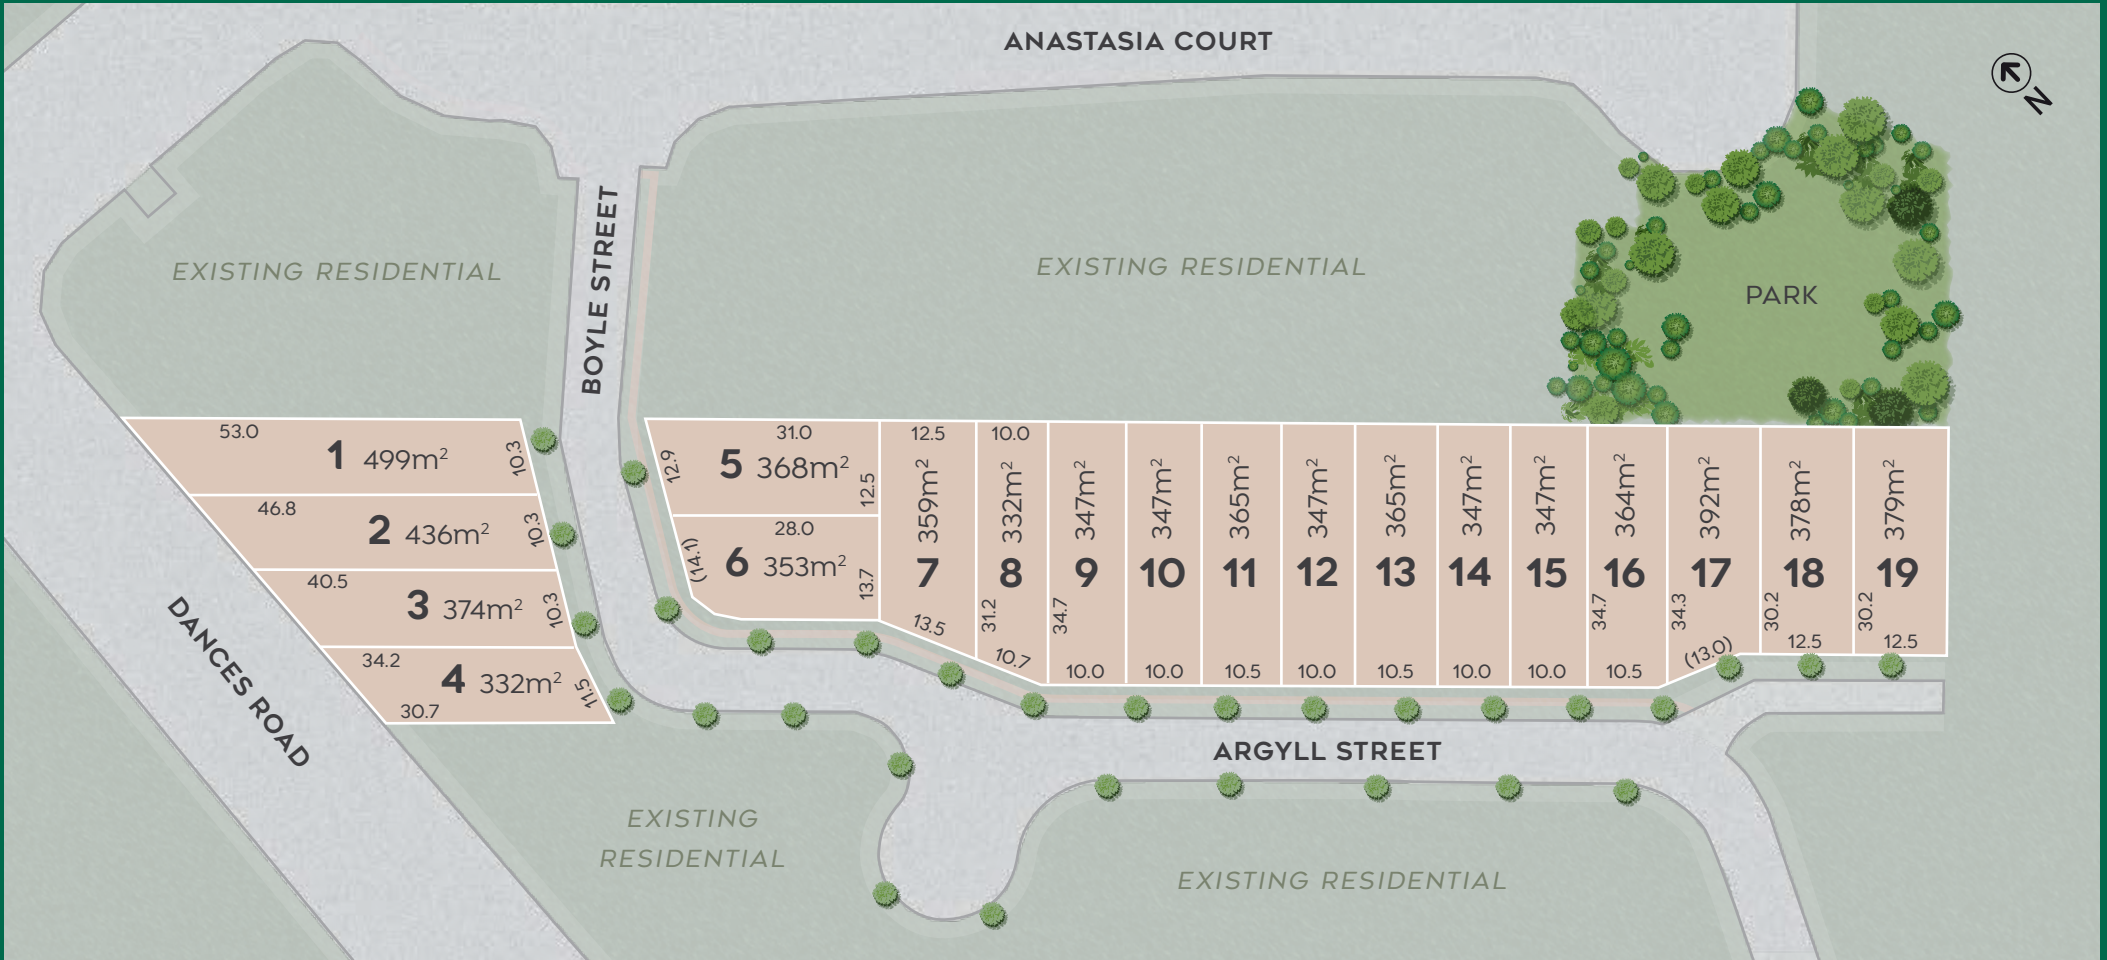 ANASTASIA COURT
N
EXISTING RESIDENTIAL
BOYLE STREET
EXISTING RESIDENTIAL
PARK
53.0
1 499m²
10.3
46.8
2 436m²
10.3
40.5
3 374m²
10.3
34.2
4 332m²
11.5
30.7
DANCES ROAD
31.0
12.9
5 368m²
12.5
28.0
(14.1)
6 353m²
13.7
12.5
359m²
7
13.5
10.0
332m²
8
31.2
10.7
347m²
9
34.7
10.0
347m²
10
10.0
365m²
11
10.5
347m²
12
10.0
365m²
13
10.5
347m²
14
10.0
347m²
15
10.0
364m²
16
34.7
10.5
392m²
17
34.3
(13.0)
378m²
18
30.2
12.5
379m²
19
30.2
12.5
ARGYLL STREET
EXISTING
RESIDENTIAL
EXISTING RESIDENTIAL